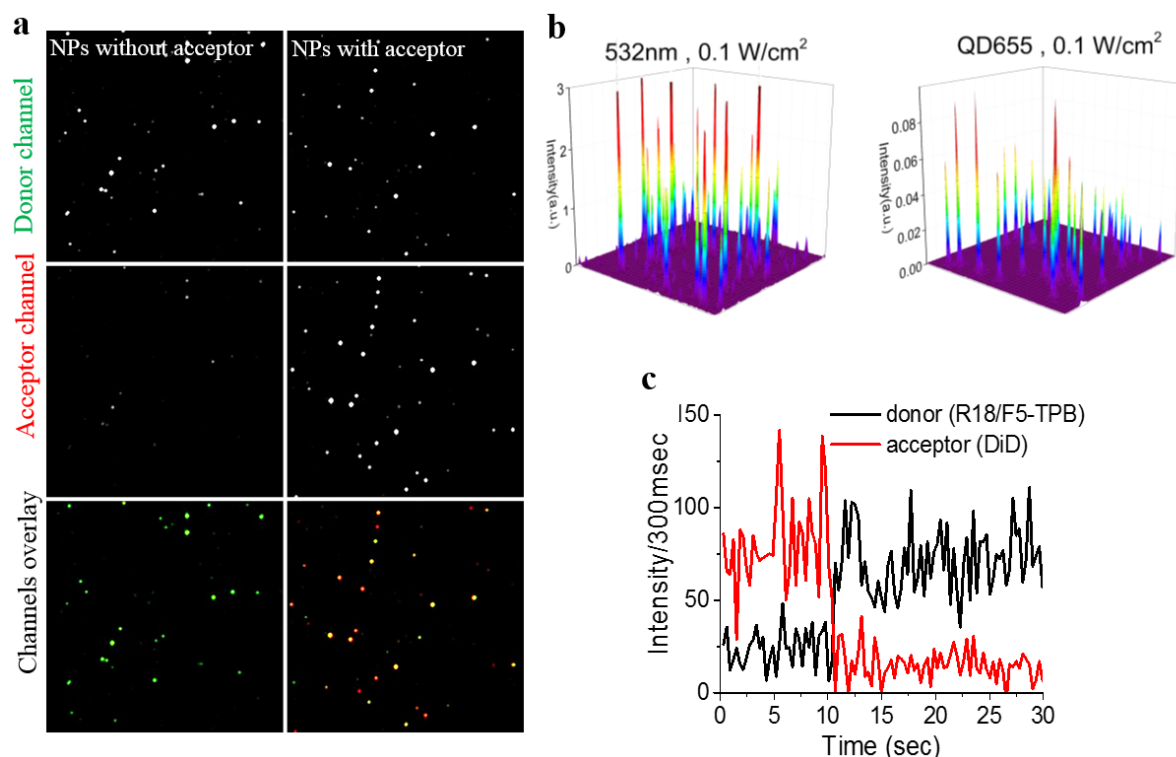 a
NPs without acceptor
NPs with acceptor
Donor channel
Acceptor channel
Channels overlay
b
532nm , 0.1 W/cm²
3
2
1
0
Intensity(a.u.)
QD655 , 0.1 W/cm²
0.08
0.06
0.04
0.02
0.00
Intensity(a.u.)
c
150
100
50
0
Intensity/300msec
donor (R18/F5-TPB)
acceptor (DiD)
0 5 10 15 20 25 30
Time (sec)